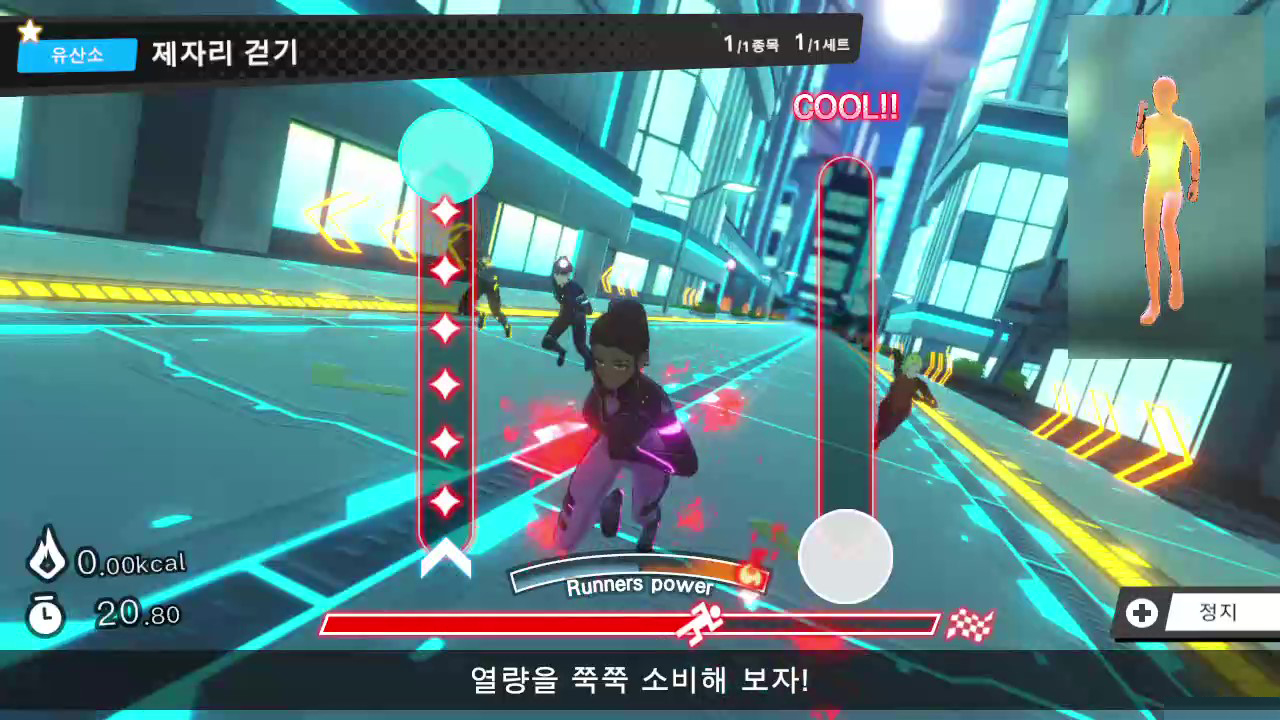 유산소
제자리 걷기
1/1종목 1/1세트
COOL!!
0.00kcal
20.80
Runners power
정지
열량을 쭉쭉 소비해 보자!